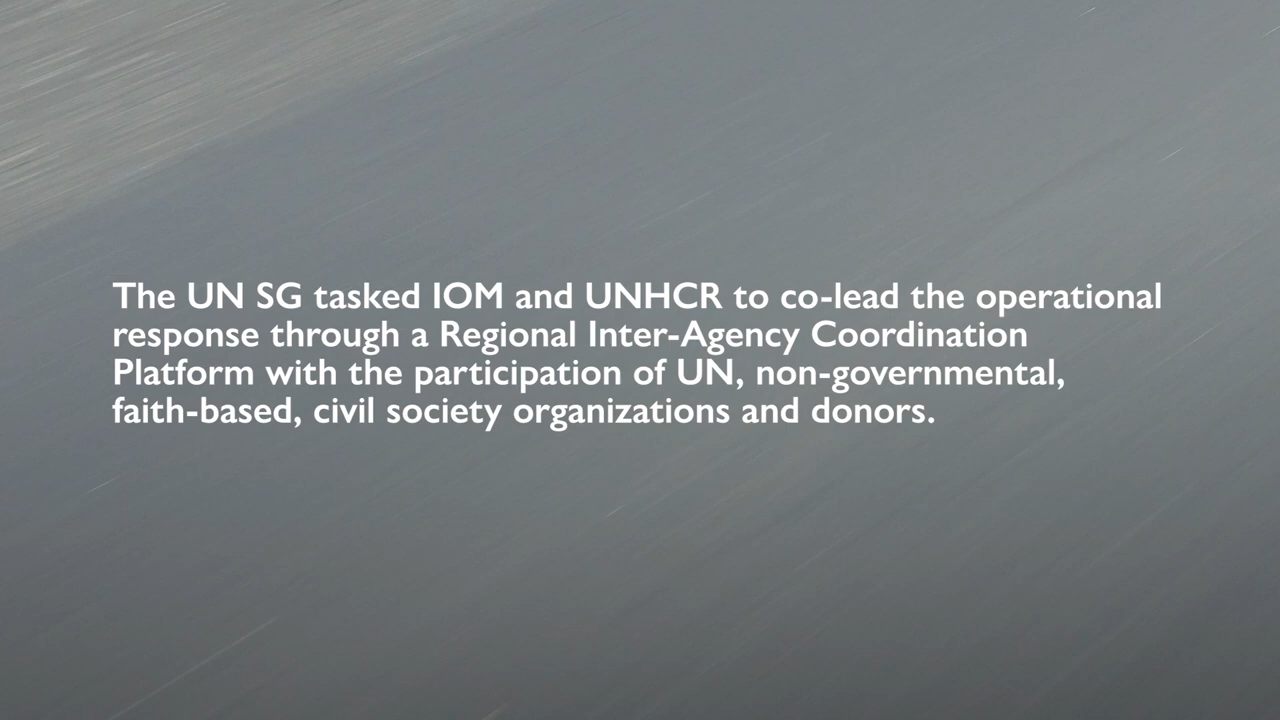 The UN SG tasked IOM and UNHCR to co-lead the operational
response through a Regional Inter-Agency Coordination
Platform with the participation of UN, non-governmental,
faith-based, civil society organizations and donors.